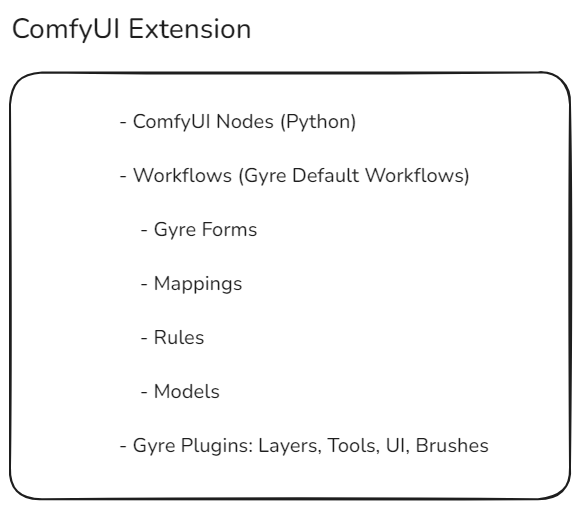 ComfyUI Extension
- ComfyUI Nodes (Python)
- Workflows (Gyre Default Workflows)
- Gyre Forms
- Mappings
- Rules
- Models
- Gyre Plugins: Layers, Tools, UI, Brushes